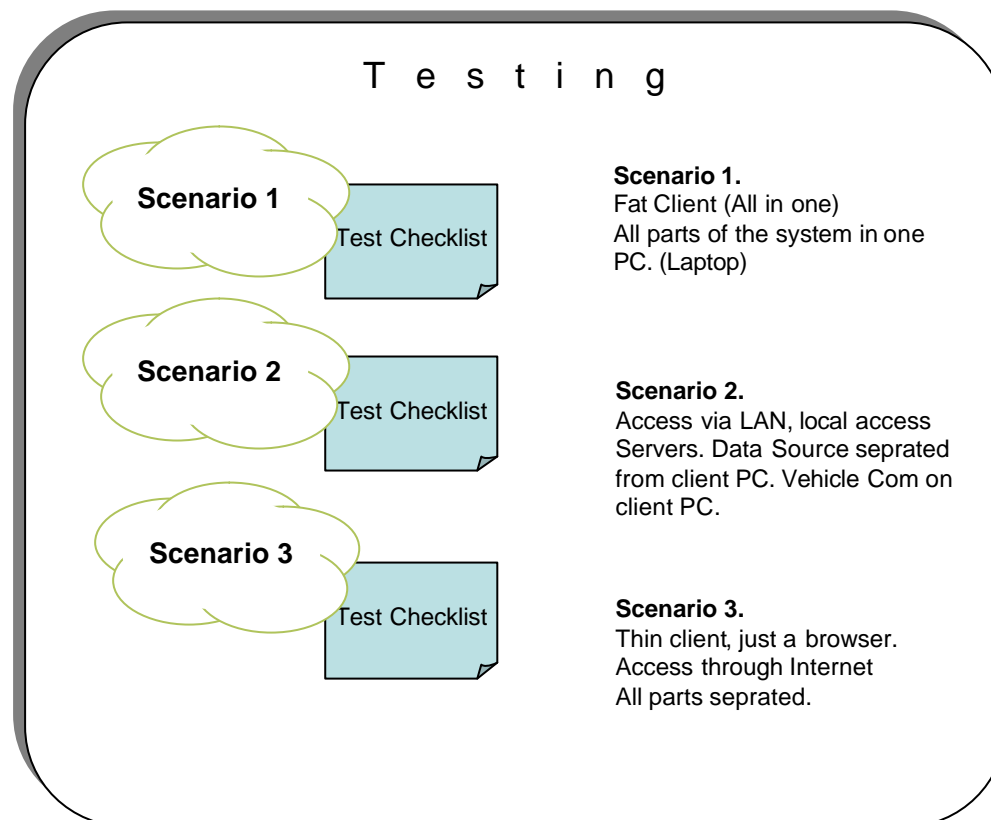 T e s t i n g
Scenario 1
Test Checklist
Scenario 1.
Fat Client (All in one)
All parts of the system in one
PC. (Laptop)
Scenario 2
Test Checklist
Scenario 2.
Access via LAN, local access
Servers. Data Source seprated
from client PC. Vehicle Com on
client PC.
Scenario 3
Test Checklist
Scenario 3.
Thin client, just a browser.
Access through Internet
All parts seprated.